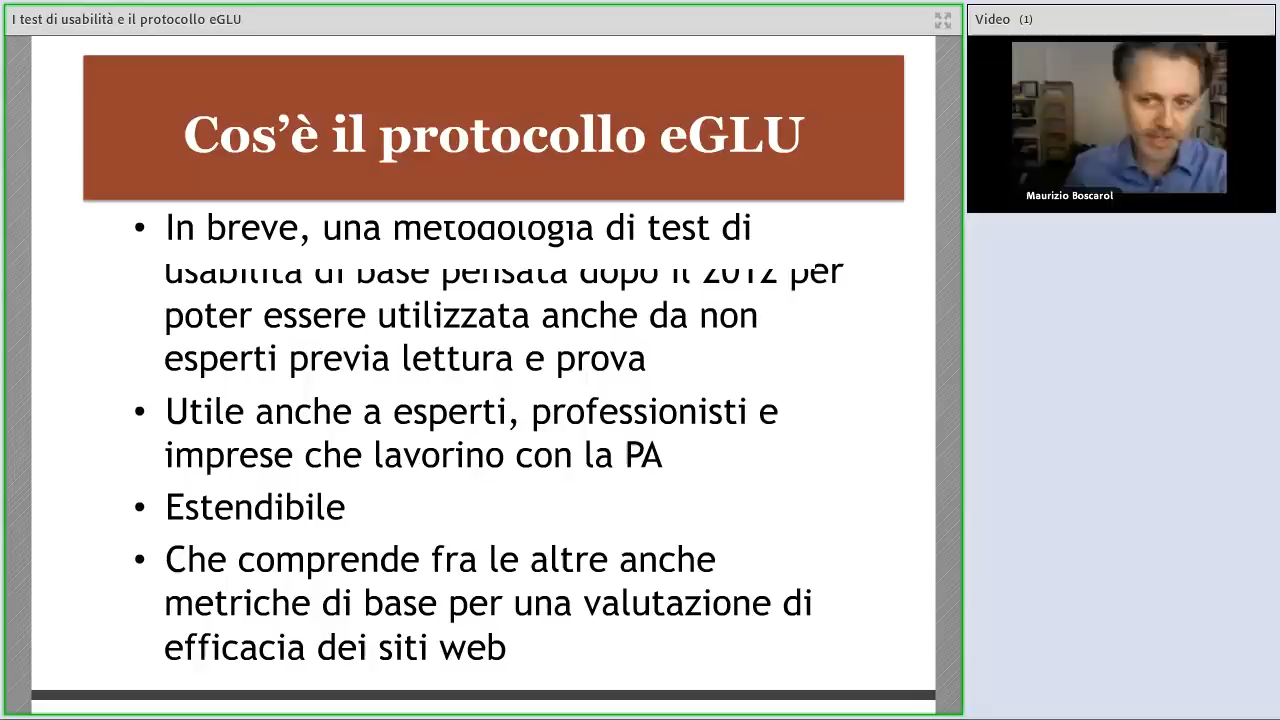 I test di usabilità e il protocollo eGLU
Cos’è il protocollo eGLU
• In breve, una metodologia di test di
usabilità di base pensata dopo il 2012 per
poter essere utilizzata anche da non
esperti previa lettura e prova
• Utile anche a esperti, professionisti e
imprese che lavorino con la PA
• Estendibile
• Che comprende fra le altre anche
metriche di base per una valutazione di
efficacia dei siti web
Video (1)
Maurizio Boscarol